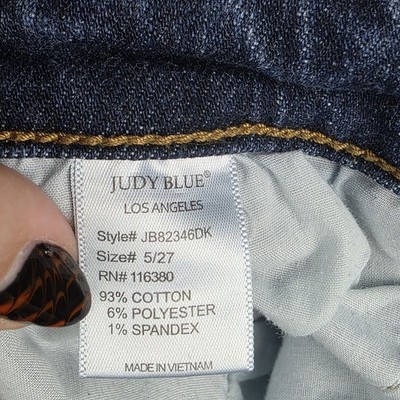 JUDY BLUE®
LOS ANGELES
Style# JB82346DK
Size# 5/27
RN# 116380
93% COTTON
6% POLYESTER
1% SPANDEX
MADE IN VIETNAM